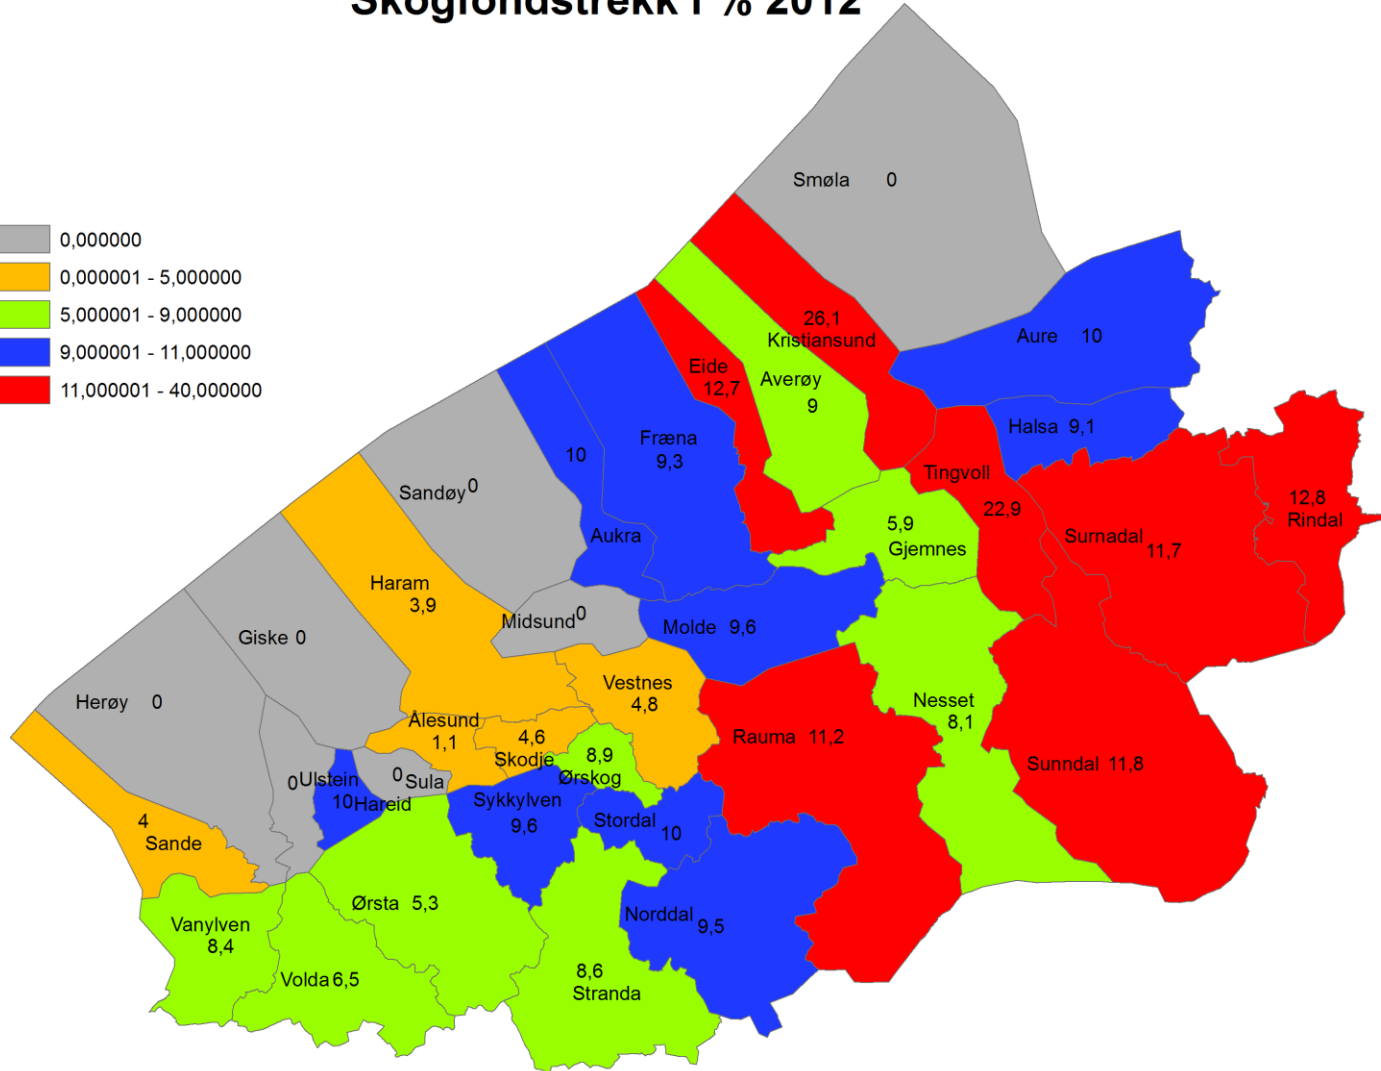 Skogfondstrekk i % 2012
Smøla 0
0,000000
0,000001 - 5,000000
5,000001 - 9,000000
9,000001 - 11,000000
11,000001 - 40,000000
26,1
Kristiansund
Aure 10
Eide
12,7
Averøy
9
Halsa 9,1
Fræna
9,3
10
Aukra
Tingvoll
22,9
Sandøy 0
12,8
Rindal
5,9
Gjemnes
Surnadal
11,7
Haram
3,9
Midsund 0
Molde 9,6
Giske 0
Vestnes
4,8
Herøy 0
Nesset
8,1
Ålesund
1,1
4,6
Skodje
Rauma 11,2
8,9
Ørskog
Sunndal 11,8
0 Ulstein
10 Hareid
0 Sula
Sykkylven
9,6
Stordal
10
4
Sande
Ørsta 5,3
Norddal
9,5
Vanylven
8,4
Volda 6,5
8,6
Stranda